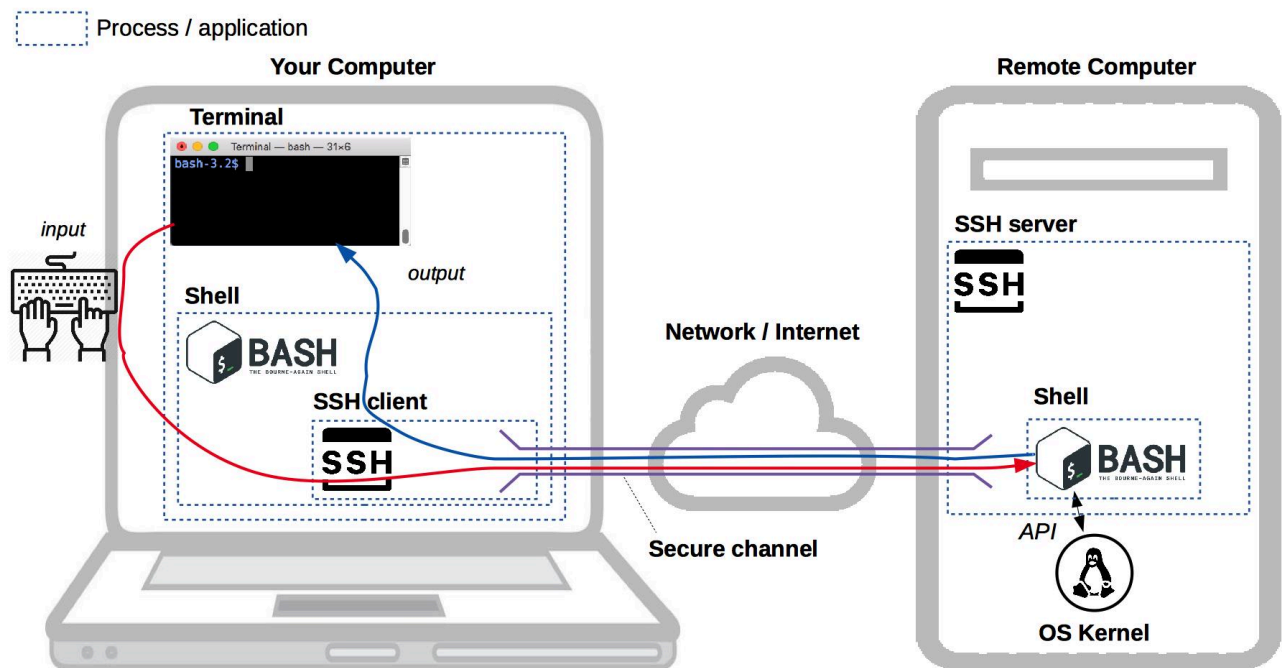 Process / application
Your Computer
Remote Computer
Terminal
Terminal — bash — 31×6
bash-3.2$
input
output
SSH server
SSH
Shell
$_
BASH
THE BOURNE-AGAIN SHELL
Network / Internet
SSH client
SSH
Shell
$_
BASH
THE BOURNE-AGAIN SHELL
Secure channel
API
OS Kernel